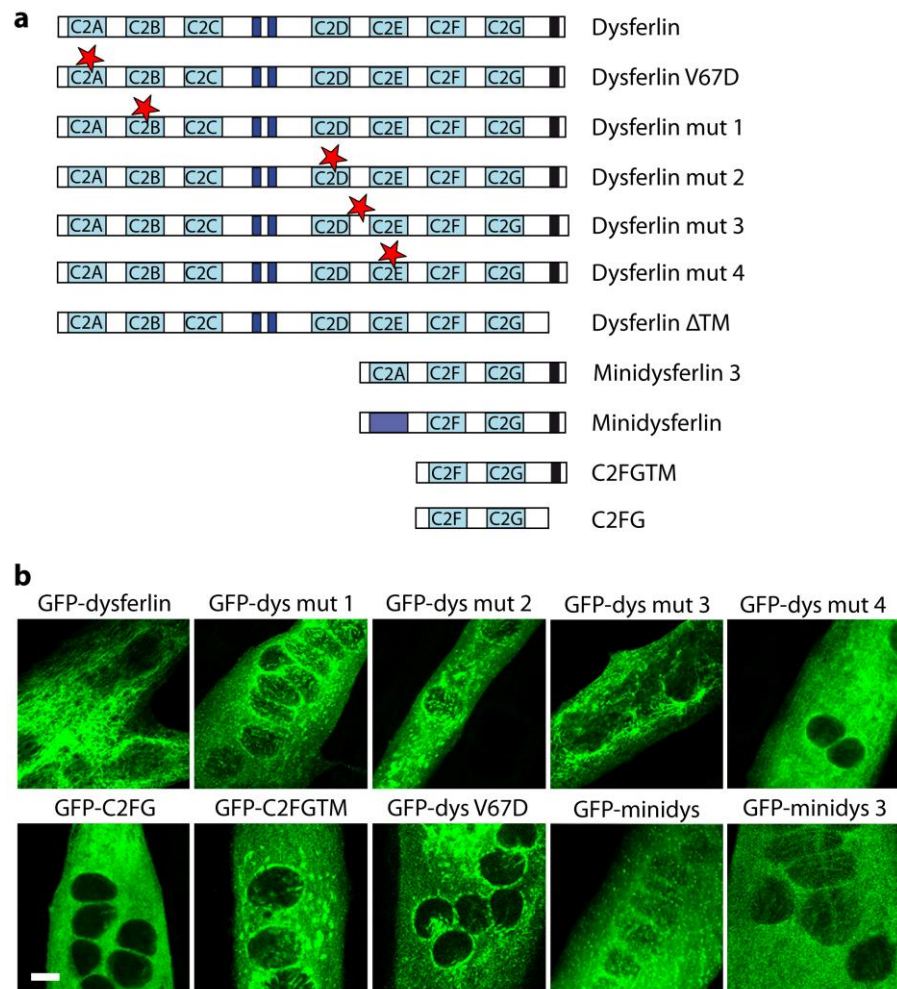 a
C2A C2B C2C C2D C2E C2F C2G Dysferlin
C2A C2B C2C C2D C2E C2F C2G Dysferlin V67D
C2A C2B C2C C2D C2E C2F C2G Dysferlin mut 1
C2A C2B C2C C2D C2E C2F C2G Dysferlin mut 2
C2A C2B C2C C2D C2E C2F C2G Dysferlin mut 3
C2A C2B C2C C2D C2E C2F C2G Dysferlin mut 4
C2A C2B C2C C2D C2E C2F C2G Dysferlin ΔTM
C2A C2F C2G Minidysferlin 3
C2F C2G Minidysferlin
C2F C2G C2FGTM
C2F C2G C2FG
b
GFP-dysferlin GFP-dys mut 1 GFP-dys mut 2 GFP-dys mut 3 GFP-dys mut 4
GFP-C2FG GFP-C2FGTM GFP-dys V67D GFP-minidys GFP-minidys 3